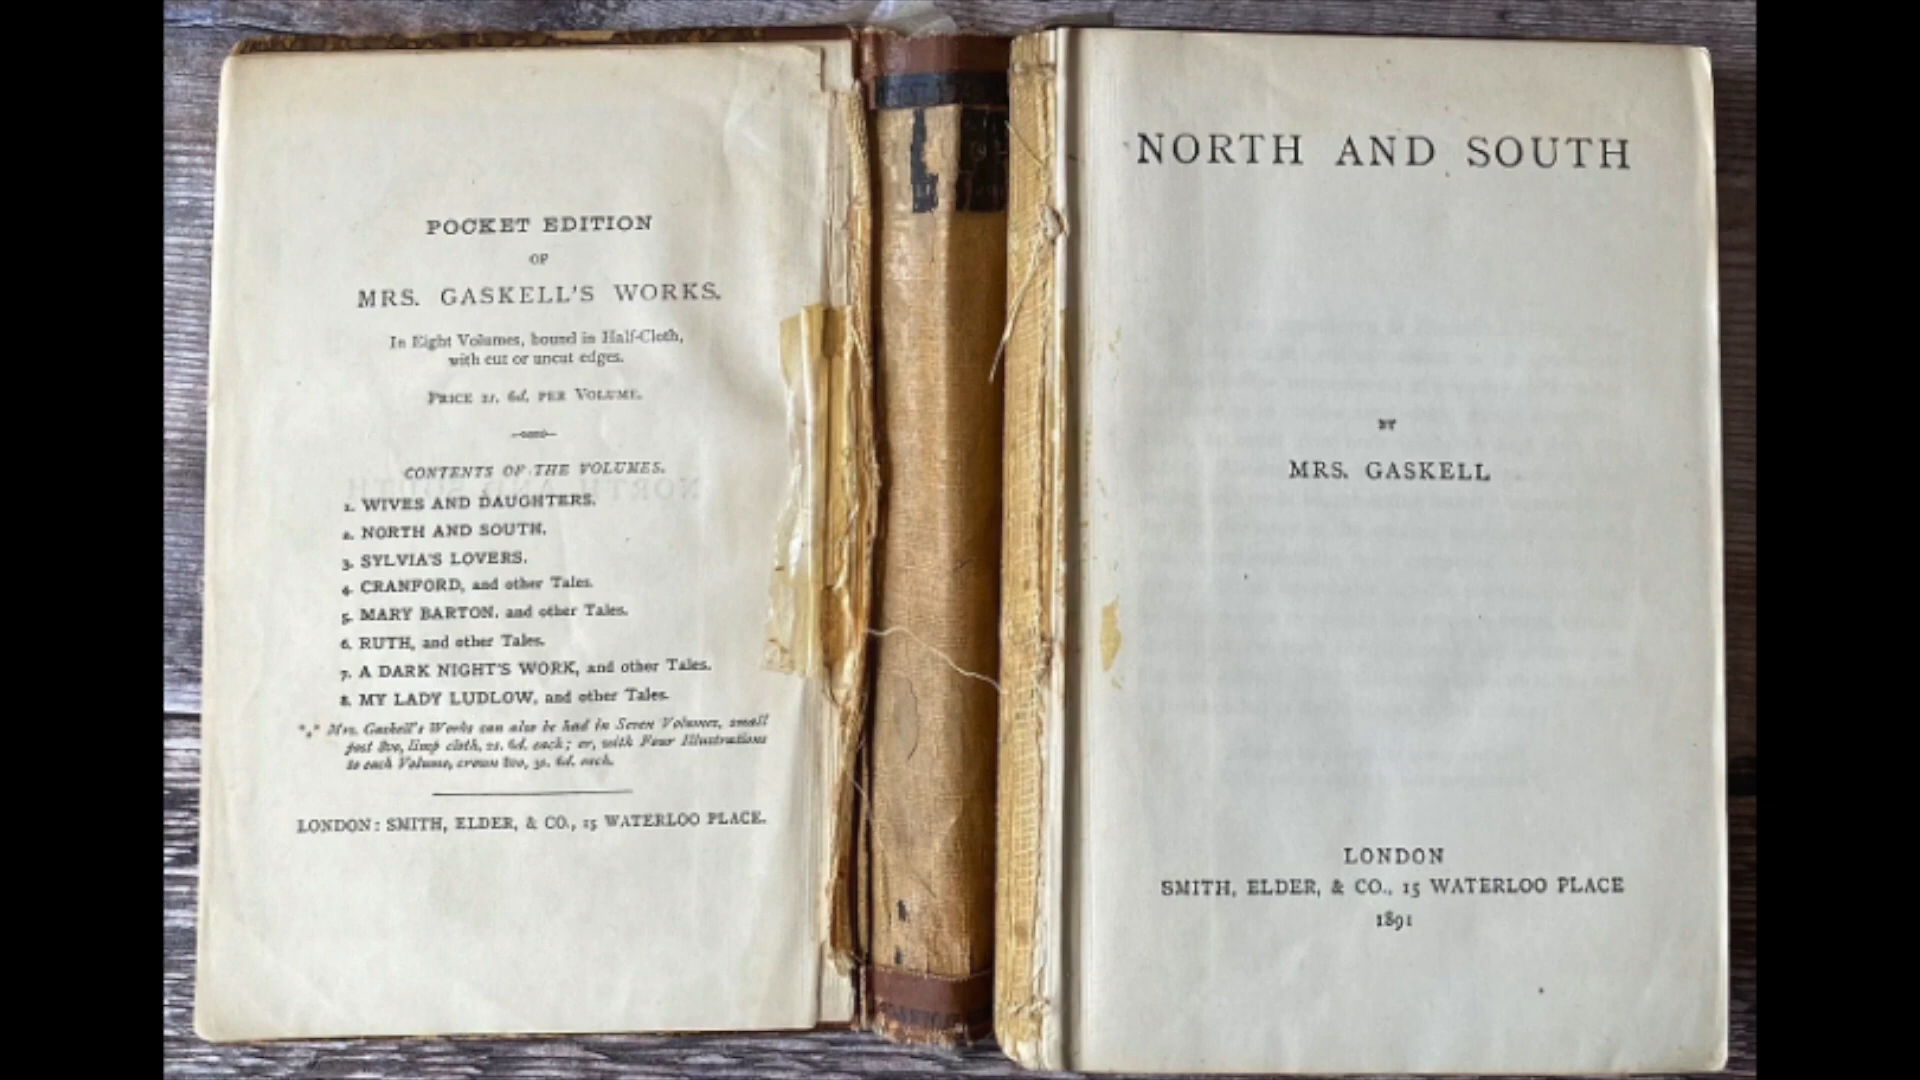 POCKET EDITION
OF
MRS. GASKELL'S WORKS.
In Eight Volumes, bound in Half-Cloth,
with cut or uncut edges.
PRICE 2s. 6d. PER VOLUME.
CONTENTS OF THE VOLUMES.
1. WIVES AND DAUGHTERS.
2. NORTH AND SOUTH.
3. SYLVIA'S LOVERS.
4. CRANFORD, and other Tales.
5. MARY BARTON, and other Tales.
6. RUTH, and other Tales.
7. A DARK NIGHT'S WORK, and other Tales.
8. MY LADY LUDLOW, and other Tales.
*⁎* Mrs. Gaskell's Works can also be had in Seven Volumes, small
post 8vo, limp cloth, 2s. 6d. each; or, with Four Illustrations
to each Volume, crown 8vo, 3s. 6d. each.
LONDON: SMITH, ELDER, & CO., 15 WATERLOO PLACE.
NORTH AND SOUTH
BY
MRS. GASKELL
LONDON
SMITH, ELDER, & CO., 15 WATERLOO PLACE
1891